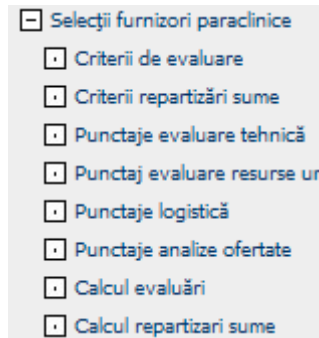 Selecţii furnizori paraclinice
Criterii de evaluare
Criterii repartizări sume
Punctaje evaluare tehnică
Punctaj evaluare resurse
Punctaje logistică
Punctaje analize ofertate
Calcul evaluări
Calcul repartizari sume